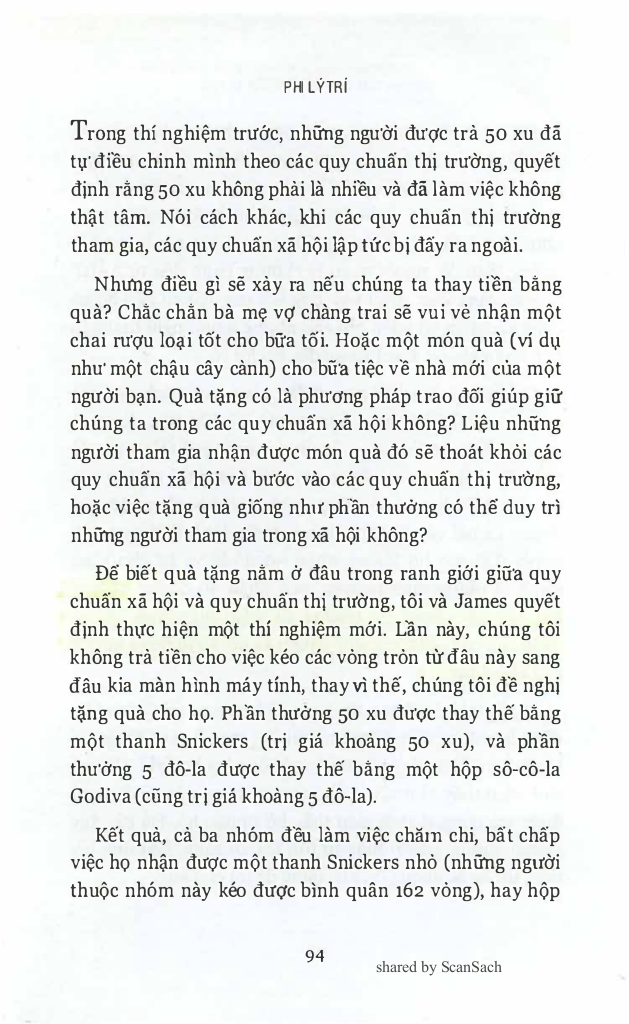 PHI LÝ TRÍ
Trong thí nghiệm trước, những người được trả 50 xu đã
tự điều chỉnh mình theo các quy chuẩn thị trường, quyết
định rằng 50 xu không phải là nhiều và đã làm việc không
thật tâm. Nói cách khác, khi các quy chuẩn thị trường
tham gia, các quy chuẩn xã hội lập tức bị đẩy ra ngoài.
Nhưng điều gì sẽ xảy ra nếu chúng ta thay tiền bằng
quà? Chắc chắn bà mẹ vợ chàng trai sẽ vui vẻ nhận một
chai rượu loại tốt cho bữa tối. Hoặc một món quà (ví dụ
như một chậu cây cảnh) cho bữa tiệc về nhà mới của một
người bạn. Quà tặng có là phương pháp trao đổi giúp giữ
chúng ta trong các quy chuẩn xã hội không? Liệu những
người tham gia nhận được món quà đó sẽ thoát khỏi các
quy chuẩn xã hội và bước vào các quy chuẩn thị trường,
hoặc việc tặng quà giống như phần thưởng có thể duy trì
những người tham gia trong xã hội không?
Để biết quà tặng nằm ở đâu trong ranh giới giữa quy
chuẩn xã hội và quy chuẩn thị trường, tôi và James quyết
định thực hiện một thí nghiệm mới. Lần này, chúng tôi
không trả tiền cho việc kéo các vòng tròn từ đâu này sang
đâu kia màn hình máy tính, thay vì thế, chúng tôi đề nghị
tặng quà cho họ. Phần thưởng 50 xu được thay thế bằng
một thanh Snickers (trị giá khoảng 50 xu), và phần
thưởng 5 đô-la được thay thế bằng một hộp sô-cô-la
Godiva (cũng trị giá khoảng 5 đô-la).
Kết quả, cả ba nhóm đều làm việc chăm chỉ, bất chấp
việc họ nhận được một thanh Snickers nhỏ (những người
thuộc nhóm này kéo được bình quân 162 vòng), hay hộp
94
shared by ScanSach